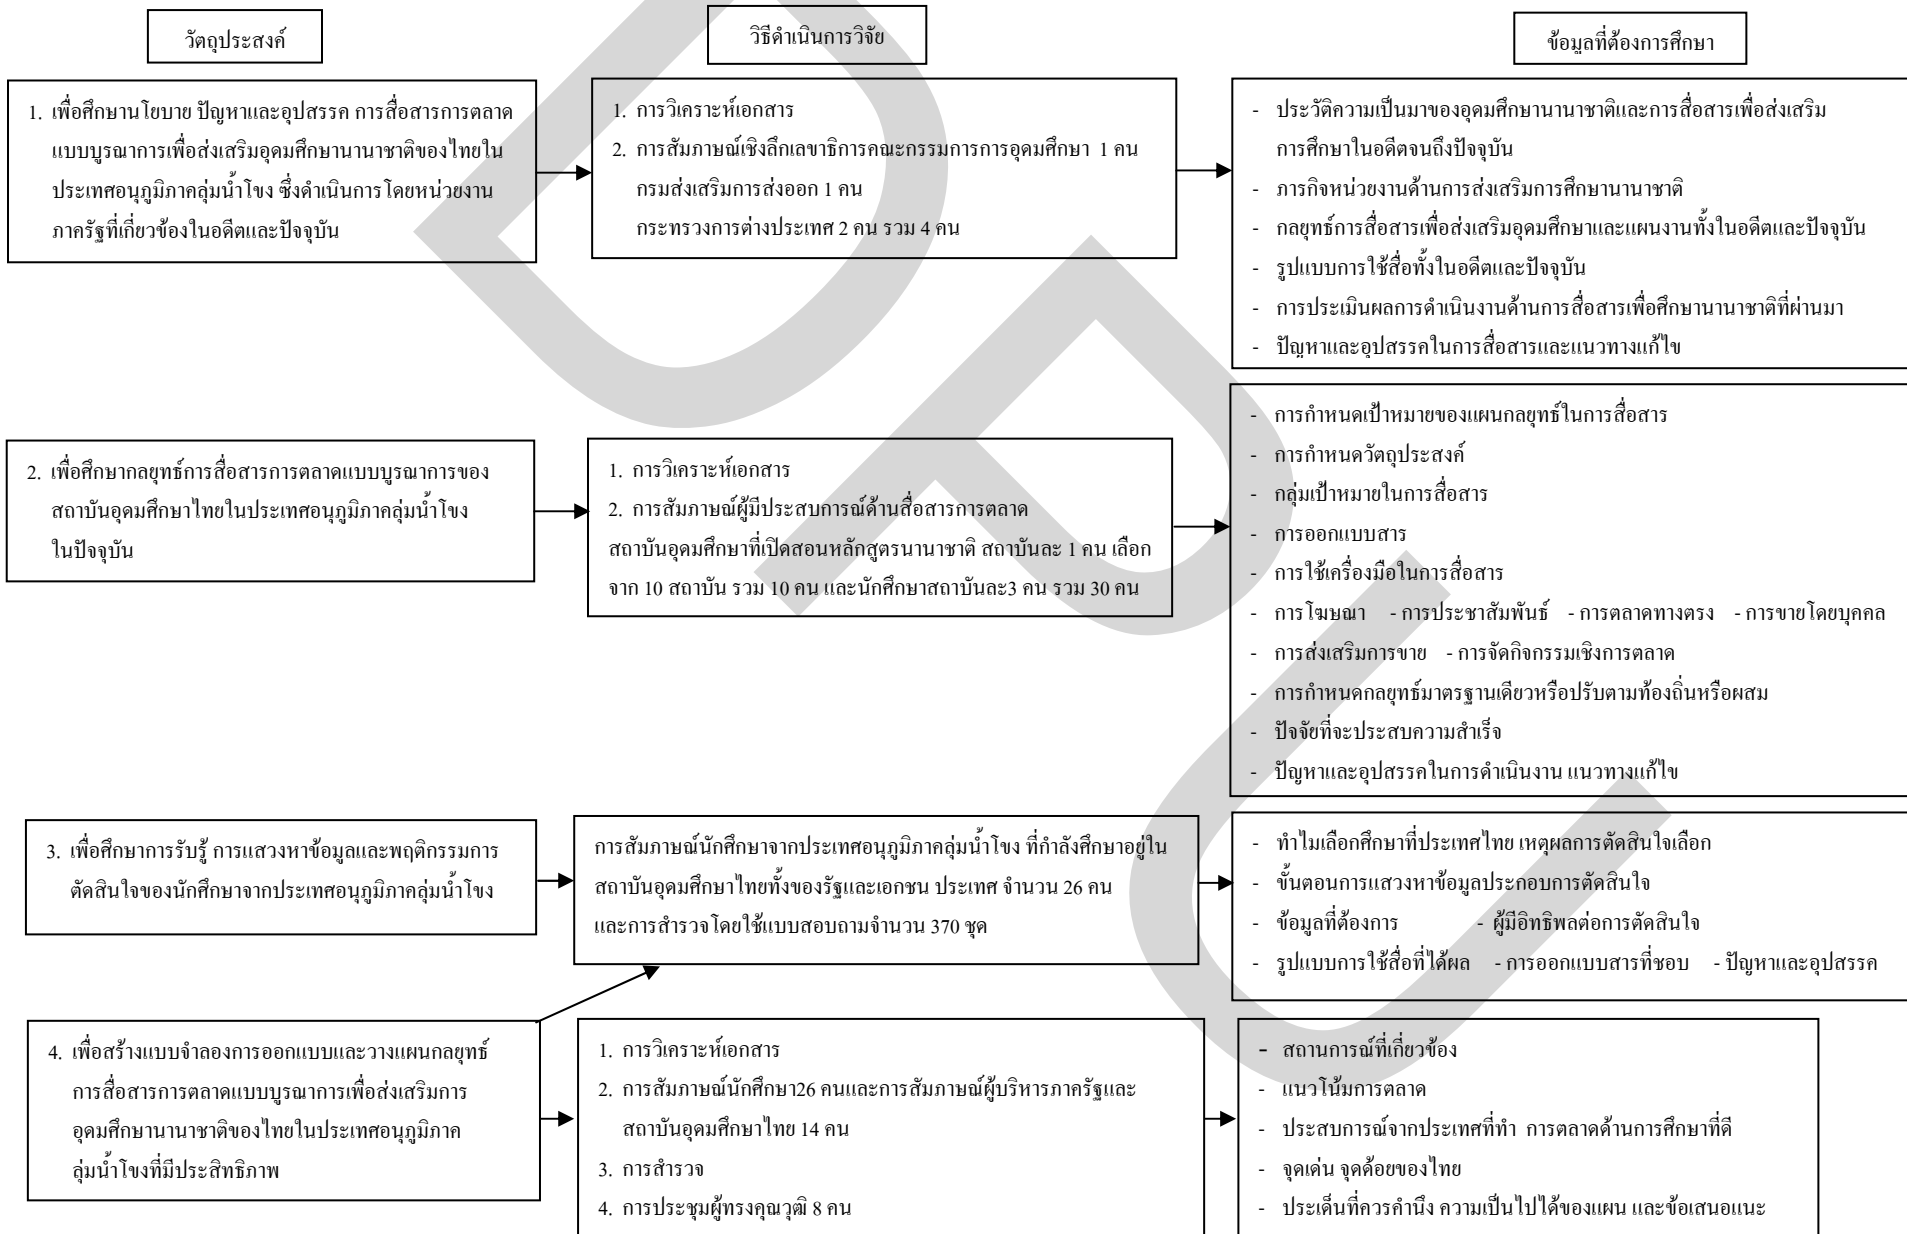 วัตถุประสงค์
วิธีดำเนินการวิจัย
ข้อมูลที่ต้องการศึกษา
1. เพื่อศึกษานโยบาย ปัญหาและอุปสรรค การสื่อสารการตลาด
แบบบูรณาการเพื่อส่งเสริมอุดมศึกษานานาชาติของไทยใน
ประเทศอนุภูมิภาคลุ่มน้ำโขง ซึ่งดำเนินการโดยหน่วยงาน
ภาครัฐที่เกี่ยวข้องในอดีตและปัจจุบัน
1. การวิเคราะห์เอกสาร
2. การสัมภาษณ์เชิงลึกเลขาธิการคณะกรรมการการอุดมศึกษา 1 คน
กรมส่งเสริมการส่งออก 1 คน
กระทรวงการต่างประเทศ 2 คน รวม 4 คน
- ประวัติความเป็นมาของอุดมศึกษานานาชาติและการสื่อสารเพื่อส่งเสริม
การศึกษาในอดีตจนถึงปัจจุบัน
- ภารกิจหน่วยงานด้านการส่งเสริมการศึกษานานาชาติ
- กลยุทธ์การสื่อสารเพื่อส่งเสริมอุดมศึกษาและแผนงานทั้งในอดีตและปัจจุบัน
- รูปแบบการใช้สื่อทั้งในอดีตและปัจจุบัน
- การประเมินผลการดำเนินงานด้านการสื่อสารเพื่อศึกษานานาชาติที่ผ่านมา
- ปัญหาและอุปสรรคในการสื่อสารและแนวทางแก้ไข
2. เพื่อศึกษากลยุทธ์การสื่อสารการตลาดแบบบูรณาการของ
สถาบันอุดมศึกษาไทยในประเทศอนุภูมิภาคลุ่มน้ำโขง
ในปัจจุบัน
1. การวิเคราะห์เอกสาร
2. การสัมภาษณ์ผู้มีประสบการณ์ด้านสื่อสารการตลาด
สถาบันอุดมศึกษาที่เปิดสอนหลักสูตรนานาชาติ สถาบันละ 1 คน เลือก
จาก 10 สถาบัน รวม 10 คน และนักศึกษาสถาบันละ3 คน รวม 30 คน
- การกำหนดเป้าหมายของแผนกลยุทธ์ในการสื่อสาร
- การกำหนดวัตถุประสงค์
- กลุ่มเป้าหมายในการสื่อสาร
- การออกแบบสาร
- การใช้เครื่องมือในการสื่อสาร
- การโฆษณา - การประชาสัมพันธ์ - การตลาดทางตรง - การขายโดยบุคคล
- การส่งเสริมการขาย - การจัดกิจกรรมเชิงการตลาด
- การกำหนดกลยุทธ์มาตรฐานเดียวหรือปรับตามท้องถิ่นหรือผสม
- ปัจจัยที่จะประสบความสำเร็จ
- ปัญหาและอุปสรรคในการดำเนินงาน แนวทางแก้ไข
3. เพื่อศึกษาการรับรู้ การแสวงหาข้อมูลและพฤติกรรมการ
ตัดสินใจของนักศึกษาจากประเทศอนุภูมิภาคลุ่มน้ำโขง
การสัมภาษณ์นักศึกษาจากประเทศอนุภูมิภาคลุ่มน้ำโขง ที่กำลังศึกษาอยู่ใน
สถาบันอุดมศึกษาไทยทั้งของรัฐและเอกชน ประเทศ จำนวน 26 คน
และการสำรวจโดยใช้แบบสอบถามจำนวน 370 ชุด
- ทำไมเลือกศึกษาที่ประเทศไทย เหตุผลการตัดสินใจเลือก
- ขั้นตอนการแสวงหาข้อมูลประกอบการตัดสินใจ
- ข้อมูลที่ต้องการ - ผู้มีอิทธิพลต่อการตัดสินใจ
- รูปแบบการใช้สื่อที่ได้ผล - การออกแบบสารที่ชอบ - ปัญหาและอุปสรรค
4. เพื่อสร้างแบบจำลองการออกแบบและวางแผนกลยุทธ์
การสื่อสารการตลาดแบบบูรณาการเพื่อส่งเสริมการ
อุดมศึกษานานาชาติของไทยในประเทศอนุภูมิภาค
ลุ่มน้ำโขงที่มีประสิทธิภาพ
1. การวิเคราะห์เอกสาร
2. การสัมภาษณ์นักศึกษา26 คนและการสัมภาษณ์ผู้บริหารภาครัฐและ
สถาบันอุดมศึกษาไทย 14 คน
3. การสำรวจ
4. การประชุมผู้ทรงคุณวุฒิ 8 คน
- สถานการณ์ที่เกี่ยวข้อง
- แนวโน้มการตลาด
- ประสบการณ์จากประเทศที่ทำ การตลาดด้านการศึกษาที่ดี
- จุดเด่น จุดด้อยของไทย
- ประเด็นที่ควรคำนึง ความเป็นไปได้ของแผน และข้อเสนอแนะ
DPU